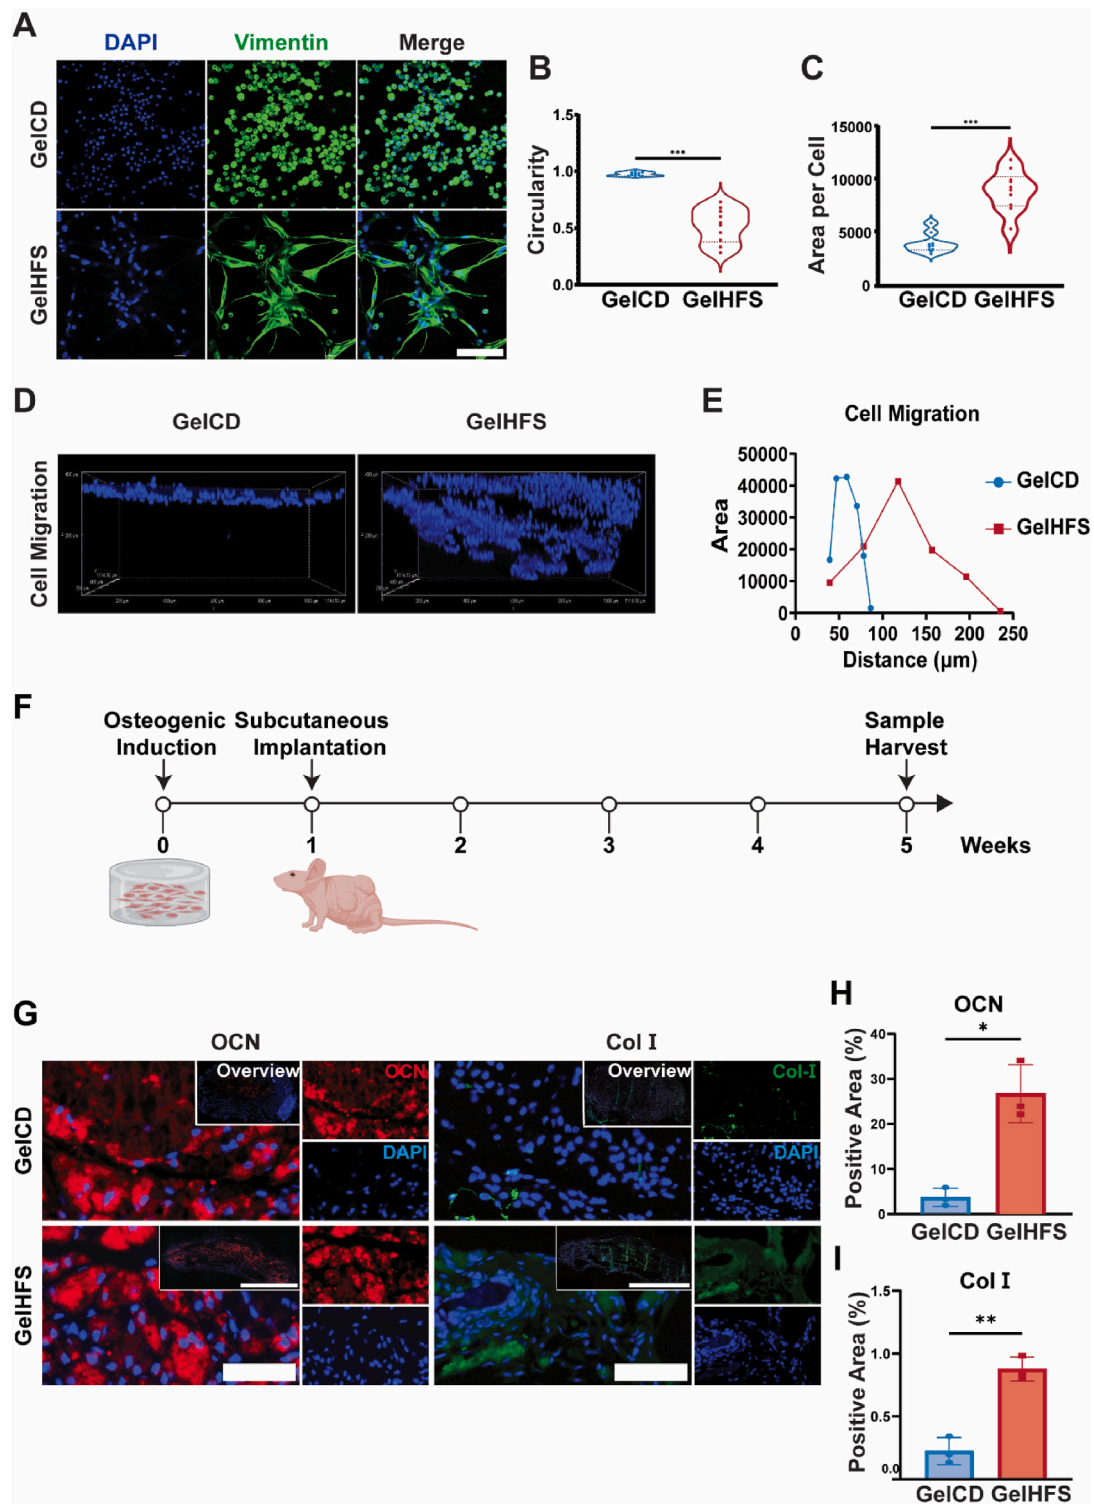 A
DAPI Vimentin Merge
GelCD
GelHFS
B
1.5
1.0
0.5
0.0
Circularity
***
GelCD GelHFS
C
15000
10000
5000
0
Area per Cell
***
GelCD GelHFS
D
GelCD GelHFS
Cell Migration
E
Cell Migration
50000
40000
30000
20000
10000
0
Area
0 50 100 150 200 250
Distance (µm)
GelCD
GelHFS
F
Osteogenic
Induction
Subcutaneous
Implantation
Sample
Harvest
0 1 2 3 4 5 Weeks
G
OCN Col I
GelCD
GelHFS
Overview
OCN
DAPI
Overview
Col-I
DAPI
H
OCN
40
30
20
10
0
Positive Area (%)
*
GelCD GelHFS
I
Col I
1.5
1.0
0.5
0.0
Positive Area (%)
**
GelCD GelHFS